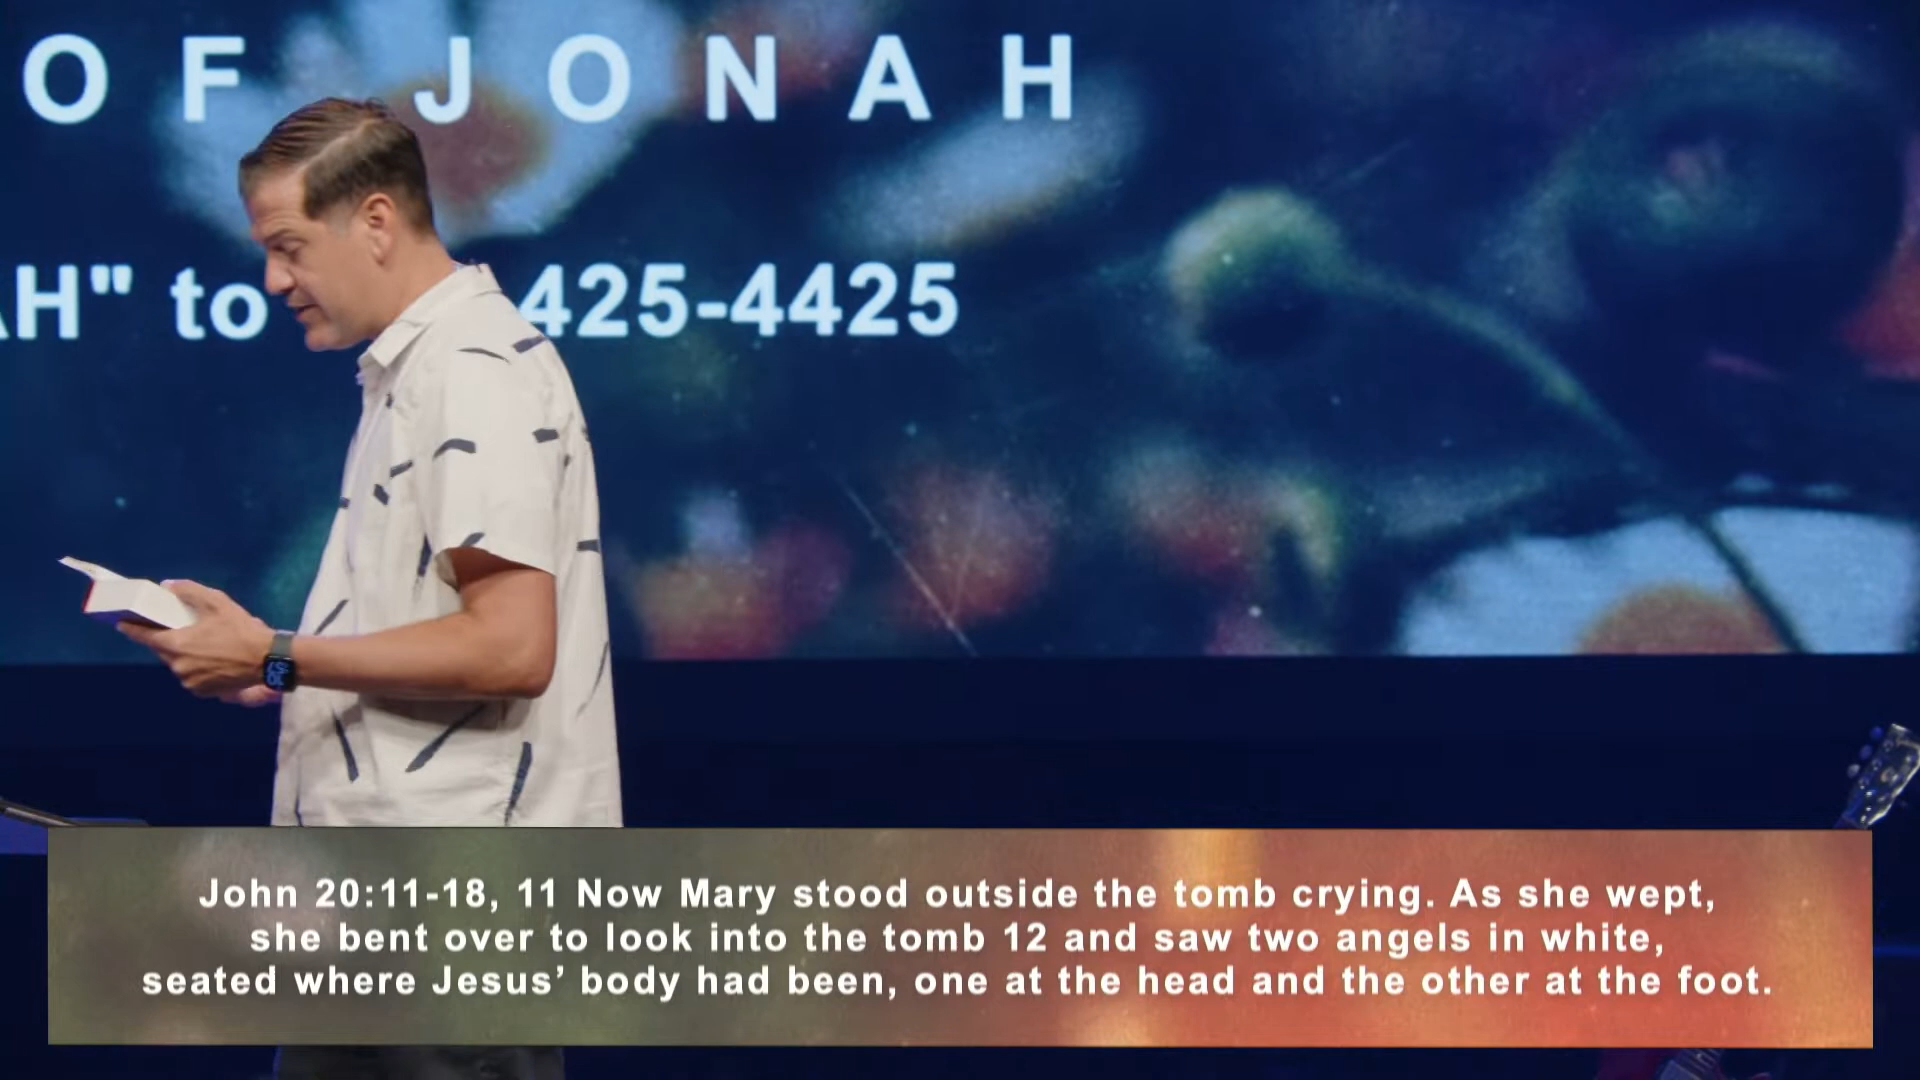 OF JONAH
AH" to 425-4425
John 20:11-18, 11 Now Mary stood outside the tomb crying. As she wept,
she bent over to look into the tomb 12 and saw two angels in white,
seated where Jesus’ body had been, one at the head and the other at the foot.